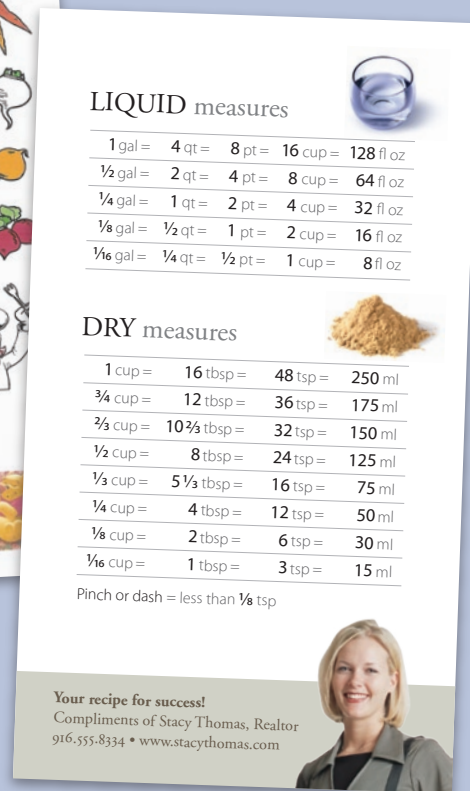 LIQUID measures
1 gal = 4 qt = 8 pt = 16 cup = 128 fl oz
½ gal = 2 qt = 4 pt = 8 cup = 64 fl oz
¼ gal = 1 qt = 2 pt = 4 cup = 32 fl oz
⅛ gal = ½ qt = 1 pt = 2 cup = 16 fl oz
1⁄16 gal = ¼ qt = ½ pt = 1 cup = 8 fl oz
DRY measures
1 cup = 16 tbsp = 48 tsp = 250 ml
¾ cup = 12 tbsp = 36 tsp = 175 ml
⅔ cup = 10 ⅔ tbsp = 32 tsp = 150 ml
½ cup = 8 tbsp = 24 tsp = 125 ml
⅓ cup = 5 ⅓ tbsp = 16 tsp = 75 ml
¼ cup = 4 tbsp = 12 tsp = 50 ml
⅛ cup = 2 tbsp = 6 tsp = 30 ml
1⁄16 cup = 1 tbsp = 3 tsp = 15 ml
Pinch or dash = less than ⅛ tsp
Your recipe for success!
Compliments of Stacy Thomas, Realtor
916.555.8334 • www.stacythomas.com